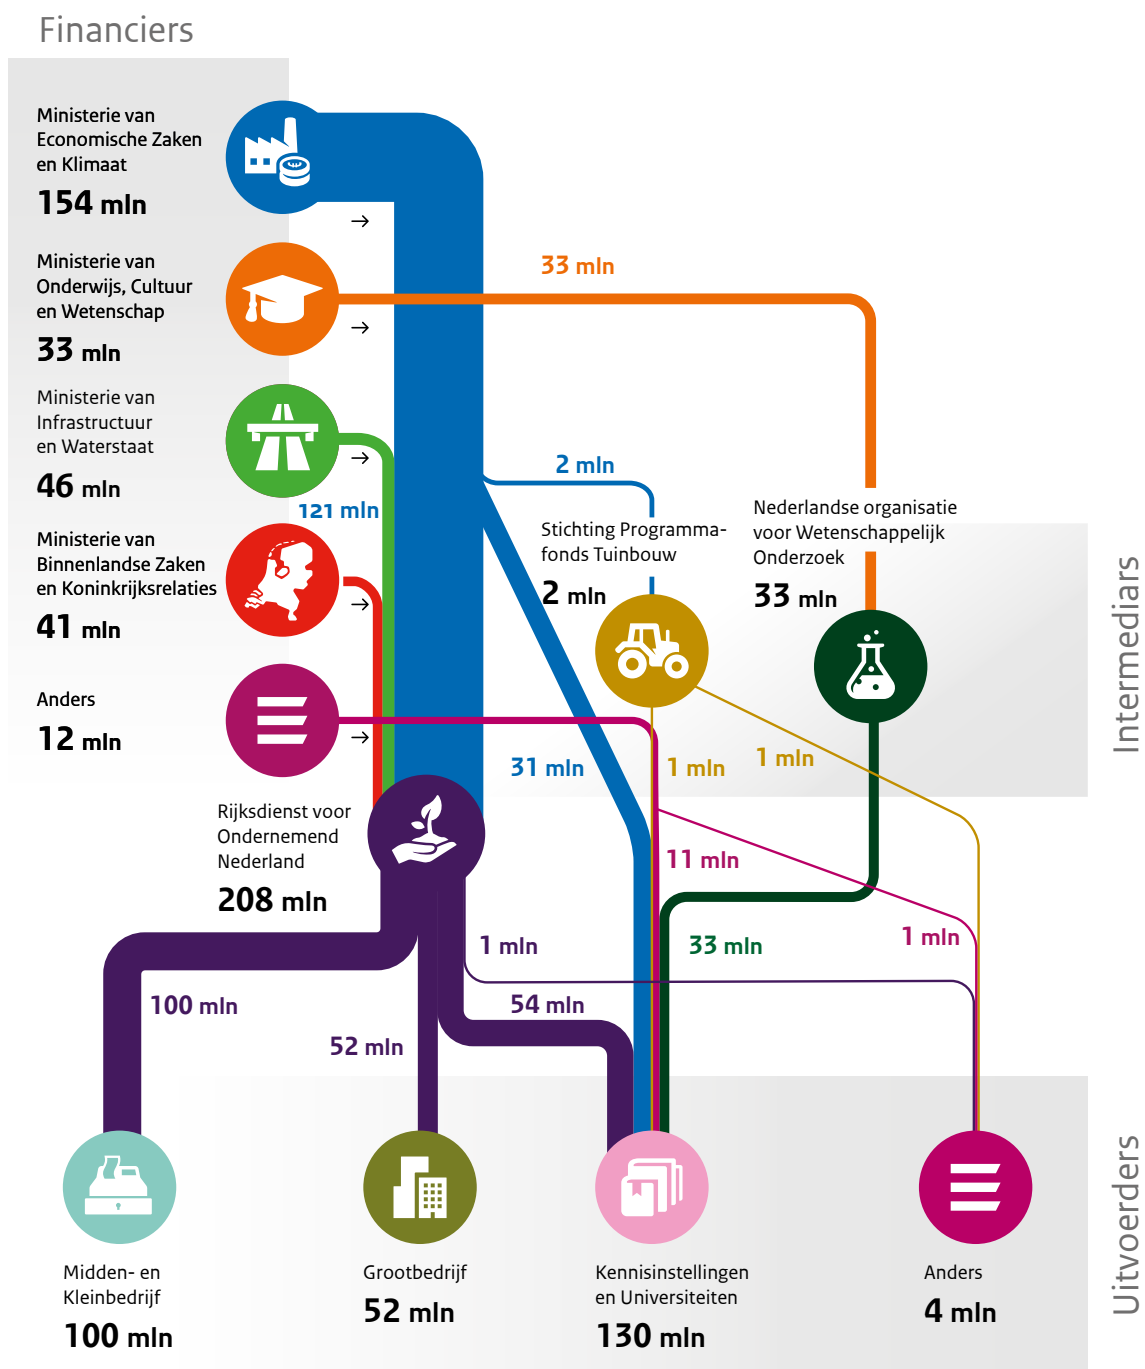 Financiers
Ministerie van
Economische Zaken
en Klimaat
154 mln
Ministerie van
Onderwijs, Cultuur
en Wetenschap
33 mln
33 mln
Ministerie van
Infrastructuur
en Waterstaat
46 mln
121 mln
2 mln
Stichting Programma-
fonds Tuinbouw
2 mln
Nederlandse organisatie
voor Wetenschappelijk
Onderzoek
33 mln
Ministerie van
Binnenlandse Zaken
en Koninkrijksrelaties
41 mln
Anders
12 mln
Intermediars
31 mln
1 mln
1 mln
Rijksdienst voor
Ondernemend
Nederland
208 mln
11 mln
1 mln
33 mln
1 mln
100 mln
54 mln
52 mln
Uitvoerders
Midden- en
Kleinbedrijf
100 mln
Grootbedrijf
52 mln
Kennisinstellingen
en Universiteiten
130 mln
Anders
4 mln